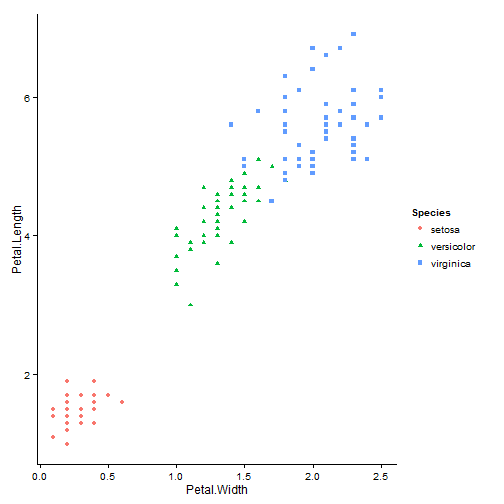 6
4
2
Petal.Length
0.0 0.5 1.0 1.5 2.0 2.5
Petal.Width
Species
setosa
versicolor
virginica